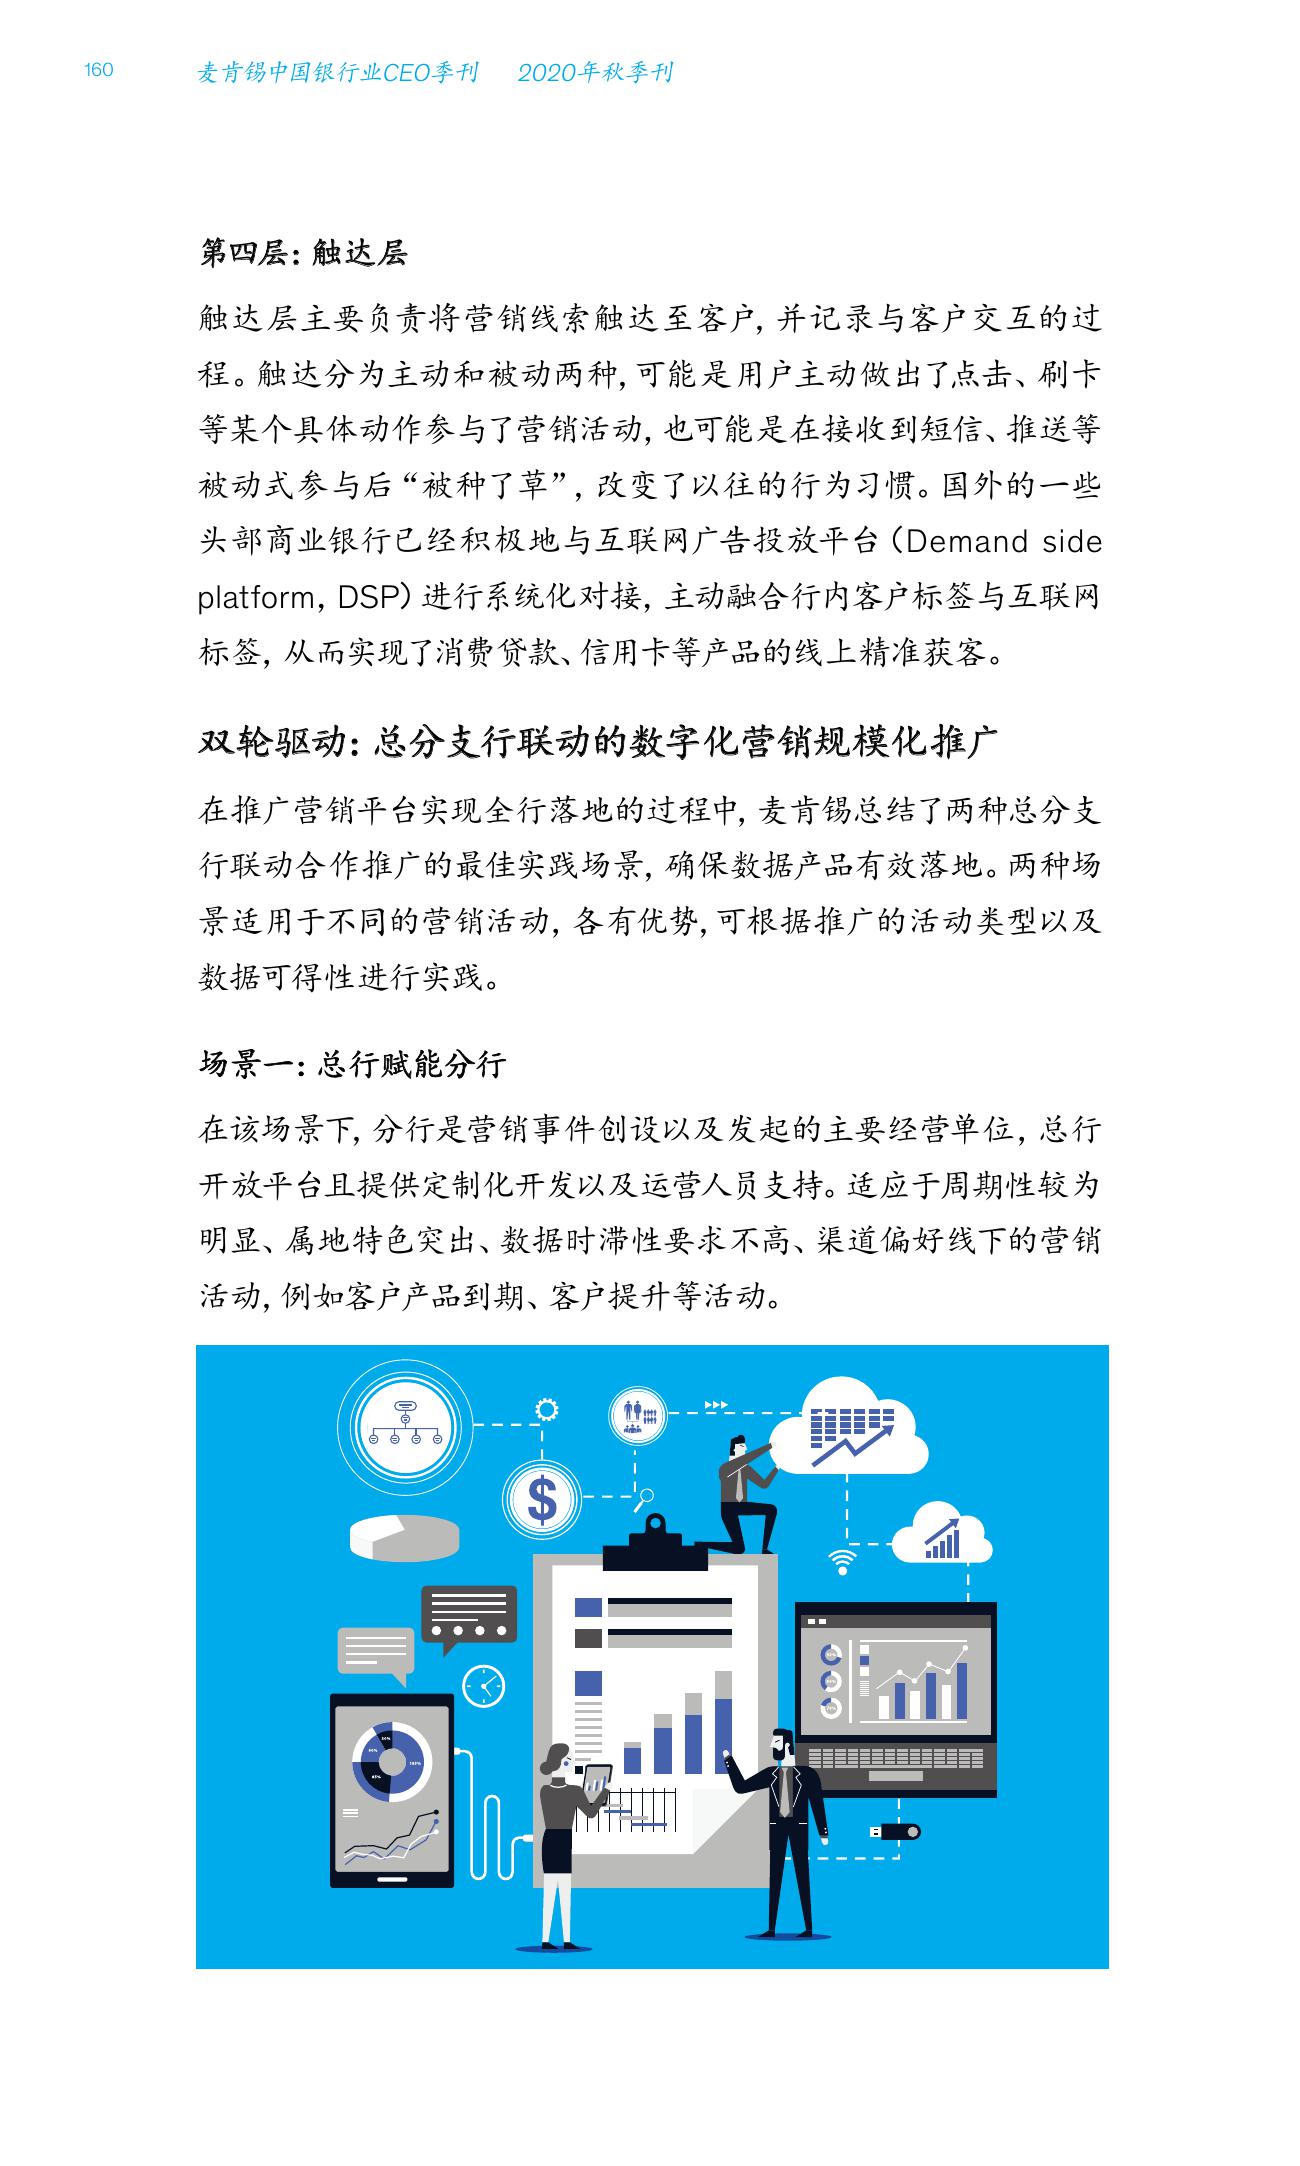 160
麦肯锡中国银行业CEO季刊 2020年秋季刊
第四层：触达层
触达层主要负责将营销线索触达至客户，并记录与客户交互的过
程。触达分为主动和被动两种，可能是用户主动做出了点击、刷卡
等某个具体动作参与了营销活动，也可能是在接收到短信、推送等
被动式参与后“被种了草”，改变了以往的行为习惯。国外的一些
头部商业银行已经积极地与互联网广告投放平台（Demand side
platform, DSP）进行系统化对接，主动融合行内客户标签与互联网
标签，从而实现了消费贷款、信用卡等产品的线上精准获客。
双轮驱动：总分支行联动的数字化营销规模化推广
在推广营销平台实现全行落地的过程中，麦肯锡总结了两种总分支
行联动合作推广的最佳实践场景，确保数据产品有效落地。两种场
景适用于不同的营销活动，各有优势，可根据推广的活动类型以及
数据可得性进行实践。
场景一：总行赋能分行
在该场景下，分行是营销事件创设以及发起的主要经营单位，总行
开放平台且提供定制化开发以及运营人员支持。适应于周期性较为
明显、属地特色突出、数据时滞性要求不高、渠道偏好线下的营销
活动，例如客户产品到期、客户提升等活动。
$